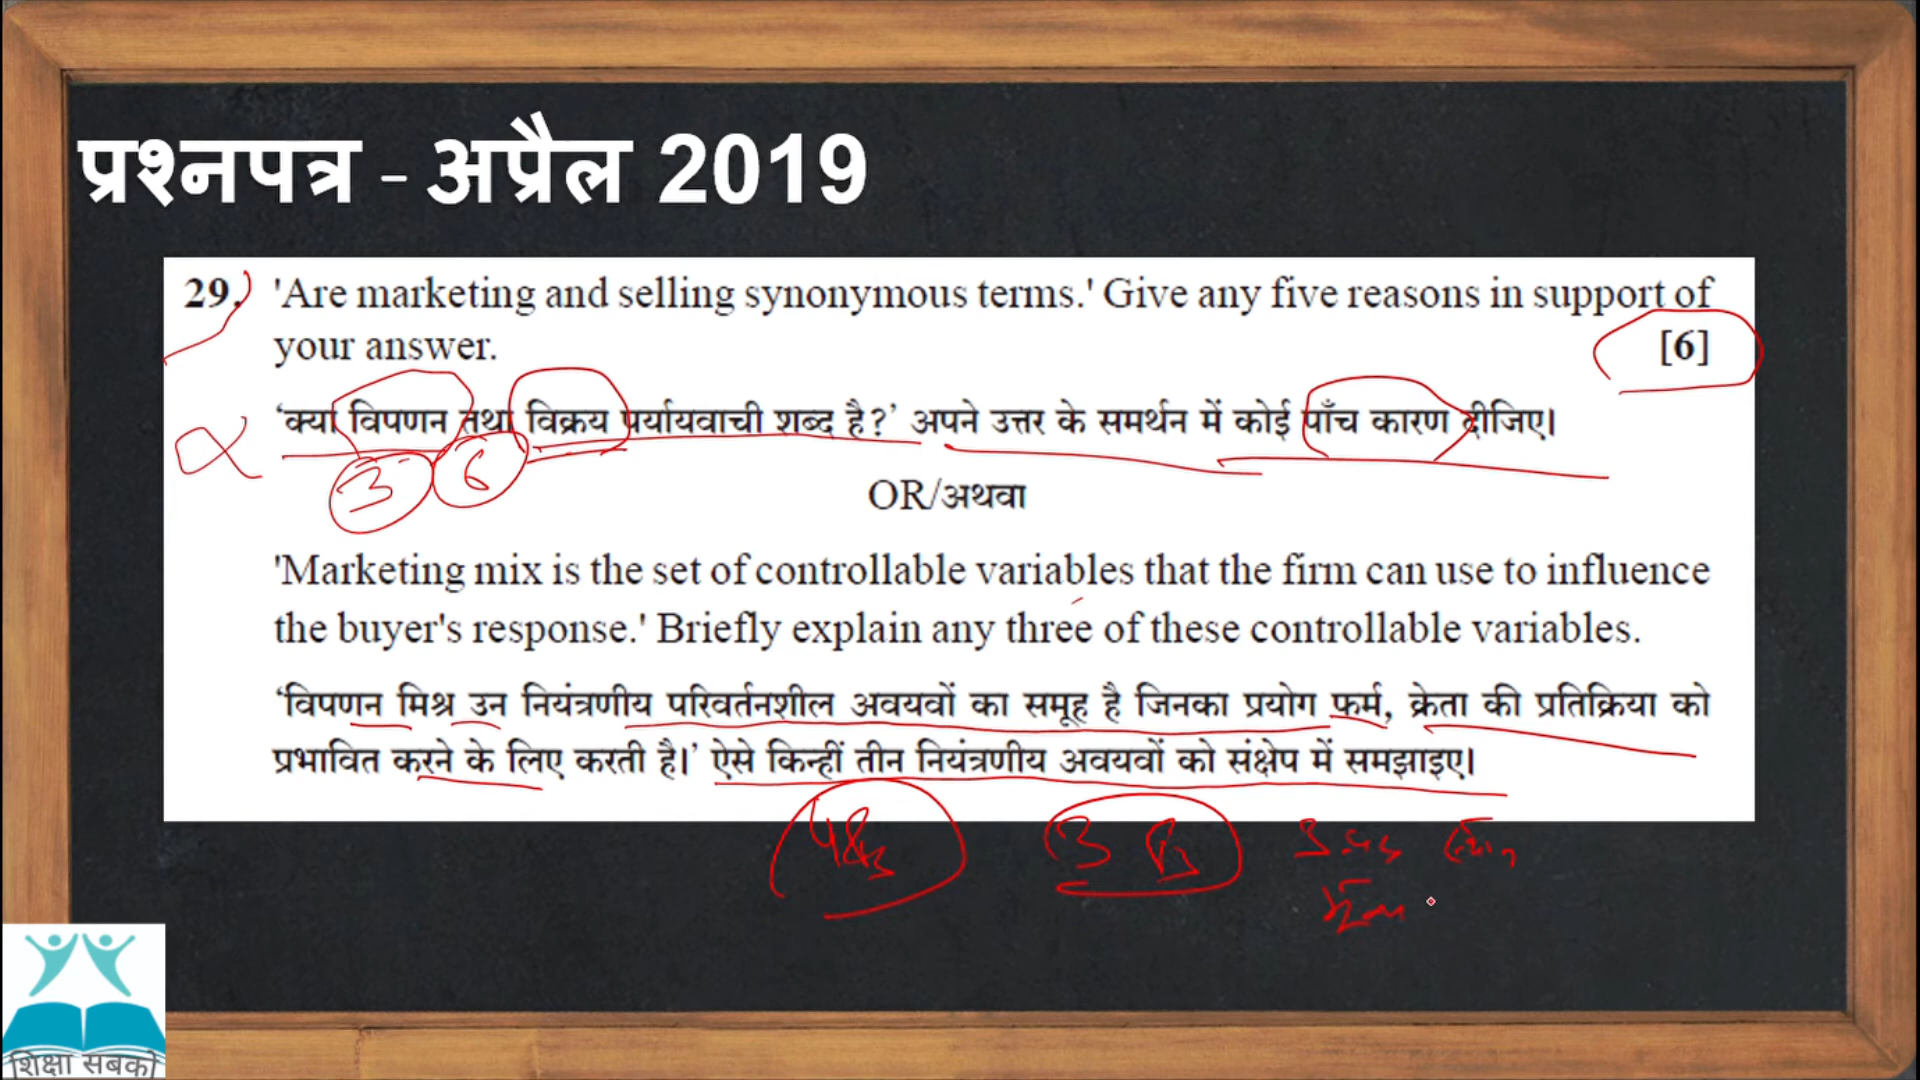 प्रश्नपत्र - अप्रैल 2019
29. 'Are marketing and selling synonymous terms.' Give any five reasons in support of
your answer. [6]
‘क्या विपणन तथा विक्रय पर्यायवाची शब्द है?’ अपने उत्तर के समर्थन में कोई पाँच कारण दीजिए।
3 6
OR/अथवा
'Marketing mix is the set of controllable variables that the firm can use to influence
the buyer's response.' Briefly explain any three of these controllable variables.
‘विपणन मिश्र उन नियंत्रणीय परिवर्तनशील अवयवों का समूह है जिनका प्रयोग फर्म, क्रेता की प्रतिक्रिया को
प्रभावित करने के लिए करती है।’ ऐसे किन्हीं तीन नियंत्रणीय अवयवों को संक्षेप में समझाइए।
3
शिक्षा सबको